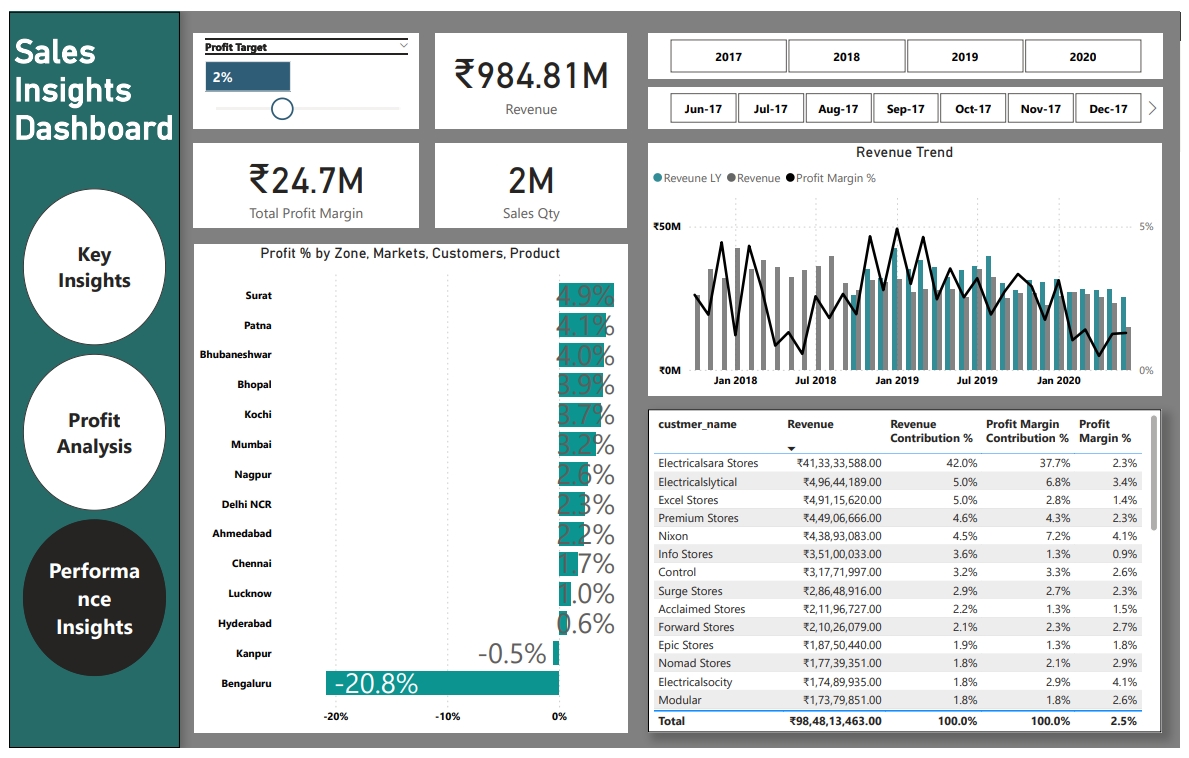 Sales
Insights
Dashboard
Key
Insights
Profit
Analysis
Performa
nce
Insights
Profit Target
2%
₹984.81M
Revenue
₹24.7M
Total Profit Margin
2M
Sales Qty
2017 2018 2019 2020
Jun-17 Jul-17 Aug-17 Sep-17 Oct-17 Nov-17 Dec-17
Profit % by Zone, Markets, Customers, Product
Surat 4.9%
Patna 4.1%
Bhubaneshwar 4.0%
Bhopal 3.9%
Kochi 3.7%
Mumbai 3.2%
Nagpur 2.6%
Delhi NCR 2.3%
Ahmedabad 2.2%
Chennai 1.7%
Lucknow 1.0%
Hyderabad 0.6%
Kanpur -0.5%
Bengaluru -20.8%
-20% -10% 0%
Revenue Trend
Reveune LY Revenue Profit Margin %
₹50M 5%
₹0M 0%
Jan 2018 Jul 2018 Jan 2019 Jul 2019 Jan 2020
custmer_name Revenue Revenue Contribution % Profit Margin Contribution % Profit Margin %
Electricalsara Stores ₹41,33,33,588.00 42.0% 37.7% 2.3%
Electricalslytical ₹4,96,44,189.00 5.0% 6.8% 3.4%
Excel Stores ₹4,91,15,620.00 5.0% 2.8% 1.4%
Premium Stores ₹4,49,06,666.00 4.6% 4.3% 2.3%
Nixon ₹4,38,93,083.00 4.5% 7.2% 4.1%
Info Stores ₹3,51,00,033.00 3.6% 1.3% 0.9%
Control ₹3,17,71,997.00 3.2% 3.3% 2.6%
Surge Stores ₹2,86,48,916.00 2.9% 2.7% 2.3%
Acclaimed Stores ₹2,11,96,727.00 2.2% 1.3% 1.5%
Forward Stores ₹2,10,26,079.00 2.1% 2.3% 2.7%
Epic Stores ₹1,87,50,440.00 1.9% 1.3% 1.8%
Nomad Stores ₹1,77,39,351.00 1.8% 2.1% 2.9%
Electricalsocity ₹1,74,89,935.00 1.8% 2.9% 4.1%
Modular ₹1,73,79,851.00 1.8% 1.8% 2.6%
Total ₹98,48,13,463.00 100.0% 100.0% 2.5%